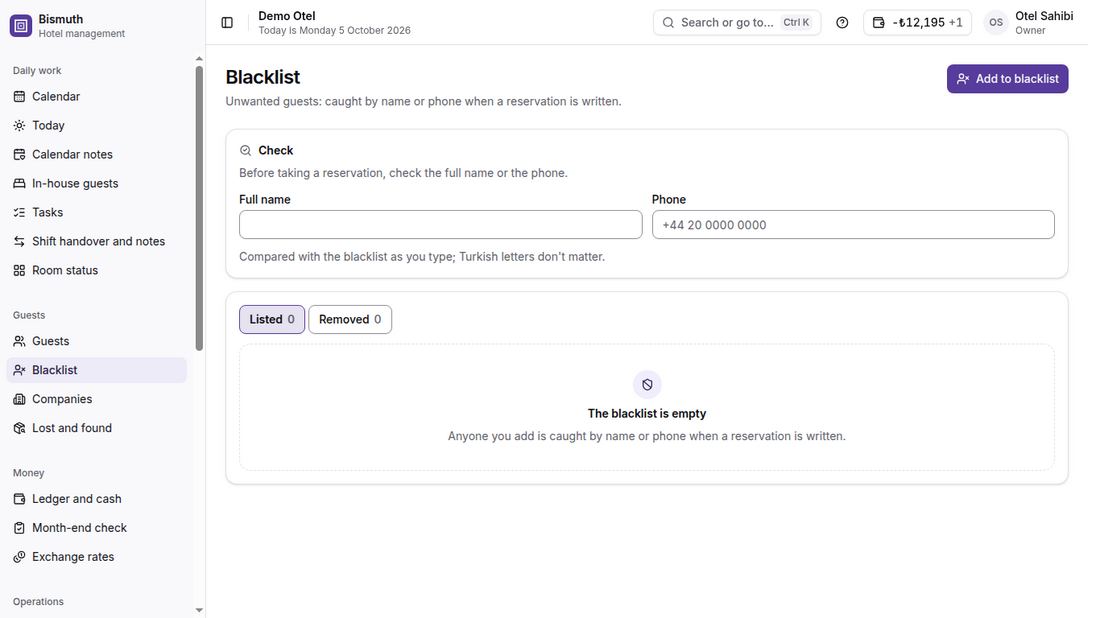 Bismuth
Hotel management
Daily work
Calendar
Today
Calendar notes
In-house guests
Tasks
Shift handover and notes
Room status
Guests
Guests
Blacklist
Companies
Lost and found
Money
Ledger and cash
Month-end check
Exchange rates
Operations
Demo Otel
Today is Monday 5 October 2026
Search or go to... Ctrl K
-₺12,195 +1
OS
Otel Sahibi
Owner
Blacklist
Unwanted guests: caught by name or phone when a reservation is written.
Add to blacklist
Check
Before taking a reservation, check the full name or the phone.
Full name
Phone
+44 20 0000 0000
Compared with the blacklist as you type; Turkish letters don't matter.
Listed 0
Removed 0
The blacklist is empty
Anyone you add is caught by name or phone when a reservation is written.